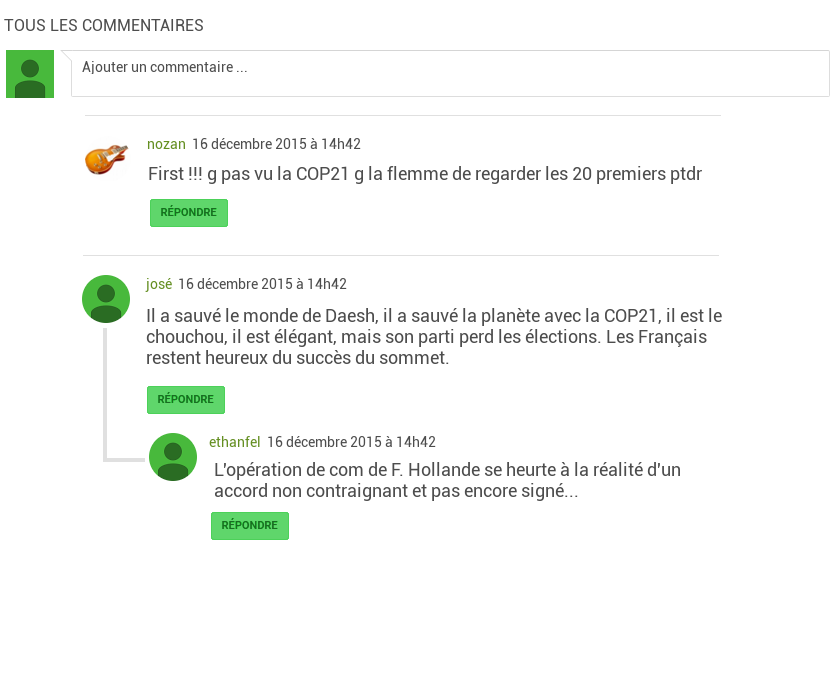 TOUS LES COMMENTAIRES
Ajouter un commentaire ...
nozan 16 décembre 2015 à 14h42
First !!! g pas vu la COP21 g la flemme de regarder les 20 premiers ptdr
RÉPONDRE
josé 16 décembre 2015 à 14h42
Il a sauvé le monde de Daesh, il a sauvé la planète avec la COP21, il est le
chouchou, il est élégant, mais son parti perd les élections. Les Français
restent heureux du succès du sommet.
RÉPONDRE
ethanfel 16 décembre 2015 à 14h42
L'opération de com de F. Hollande se heurte à la réalité d'un
accord non contraignant et pas encore signé...
RÉPONDRE